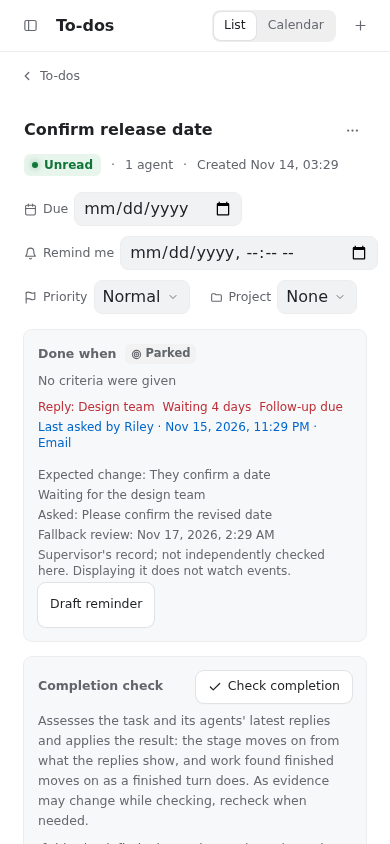 To-dos
List
Calendar
To-dos
Confirm release date
Unread · 1 agent · Created Nov 14, 03:29
Due mm/dd/yyyy
Remind me mm/dd/yyyy, --:-- --
Priority Normal Project None
Done when Parked
No criteria were given
Reply: Design team Waiting 4 days Follow-up due
Last asked by Riley · Nov 15, 2026, 11:29 PM ·
Email
Expected change: They confirm a date
Waiting for the design team
Asked: Please confirm the revised date
Fallback review: Nov 17, 2026, 2:29 AM
Supervisor's record; not independently checked
here. Displaying it does not watch events.
Draft reminder
Completion check
Check completion
Assesses the task and its agents' latest replies
and applies the result: the stage moves on from
what the replies show, and work found finished
moves on as a finished turn does. As evidence
may change while checking, recheck when
needed.